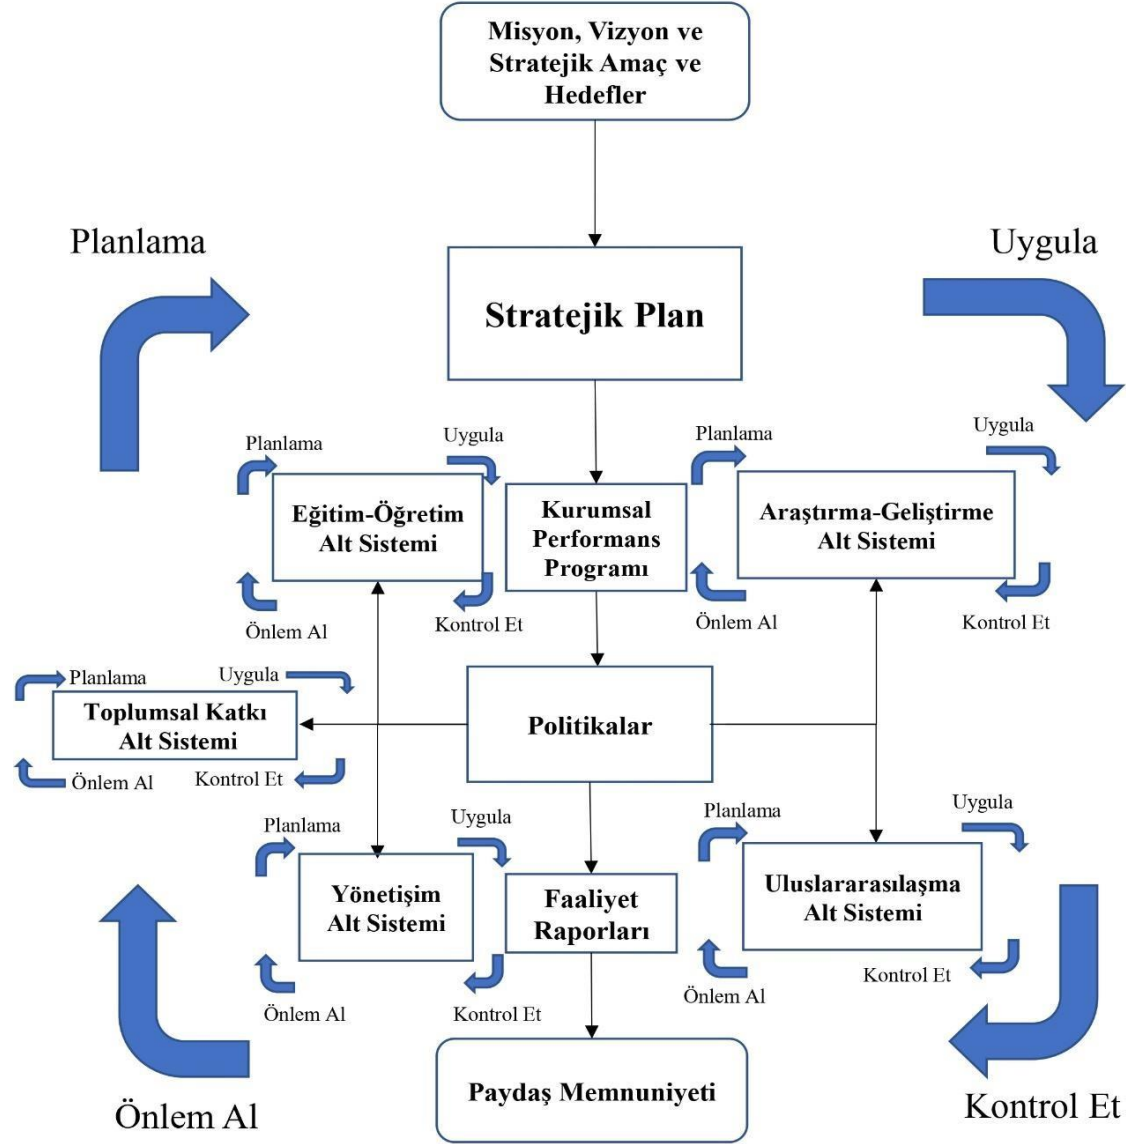 Misyon, Vizyon ve
Stratejik Amaç ve
Hedefler
Planlama
Uygula
Stratejik Plan
Planlama
Uygula
Eğitim-Öğretim
Alt Sistemi
Önlem Al
Kontrol Et
Kurumsal
Performans
Programı
Planlama
Uygula
Araştırma-Geliştirme
Alt Sistemi
Önlem Al
Kontrol Et
Planlama
Uygula
Toplumsal Katkı
Alt Sistemi
Önlem Al
Kontrol Et
Politikalar
Planlama
Uygula
Yönetişim
Alt Sistemi
Önlem Al
Kontrol Et
Faaliyet
Raporları
Planlama
Uygula
Uluslararasılaşma
Alt Sistemi
Önlem Al
Kontrol Et
Paydaş Memnuniyeti
Önlem Al
Kontrol Et